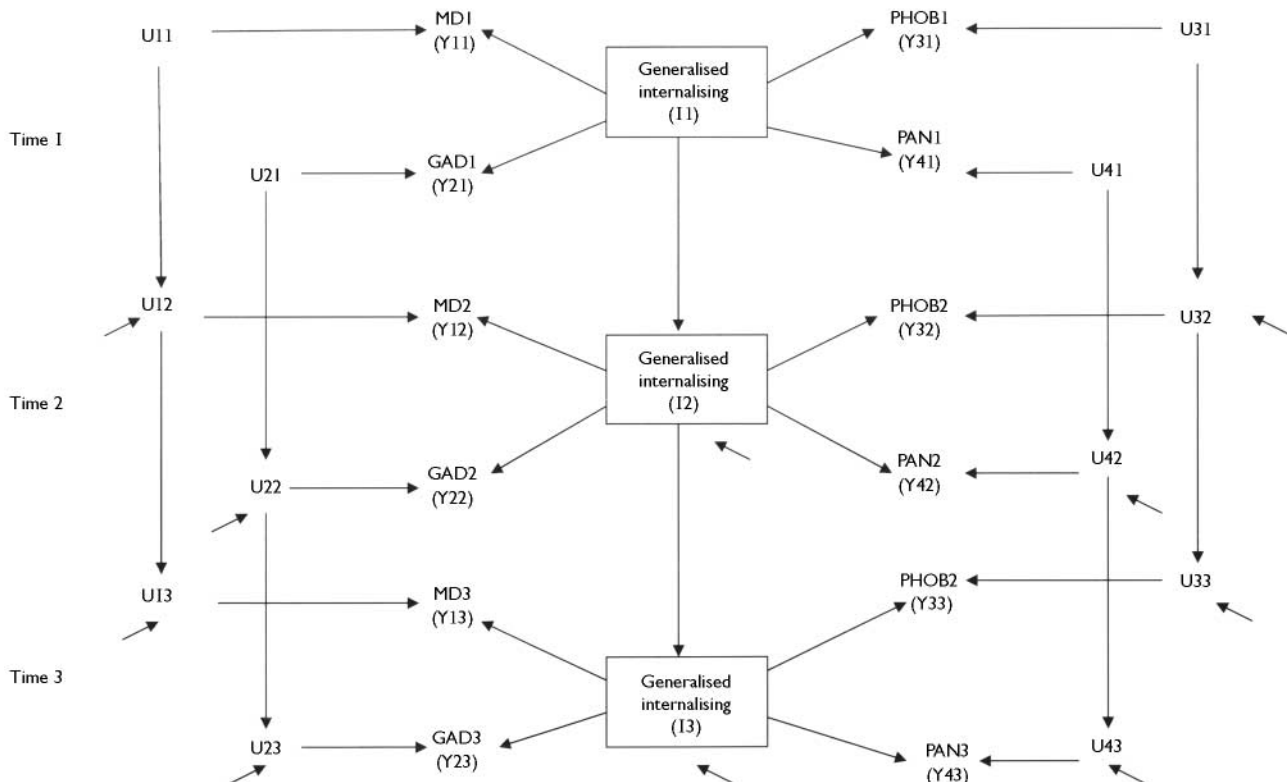 MD1
(Y11)
PHOB1
(Y31)
U11
U31
Generalised
internalising
(I1)
Time 1
PAN1
(Y41)
GAD1
(Y21)
U21
U41
U12
MD2
(Y12)
PHOB2
(Y32)
U32
Generalised
internalising
(I2)
Time 2
GAD2
(Y22)
PAN2
(Y42)
U42
U22
U13
MD3
(Y13)
PHOB2
(Y33)
U33
Time 3
Generalised
internalising
(I3)
U23
GAD3
(Y23)
PAN3
(Y43)
U43